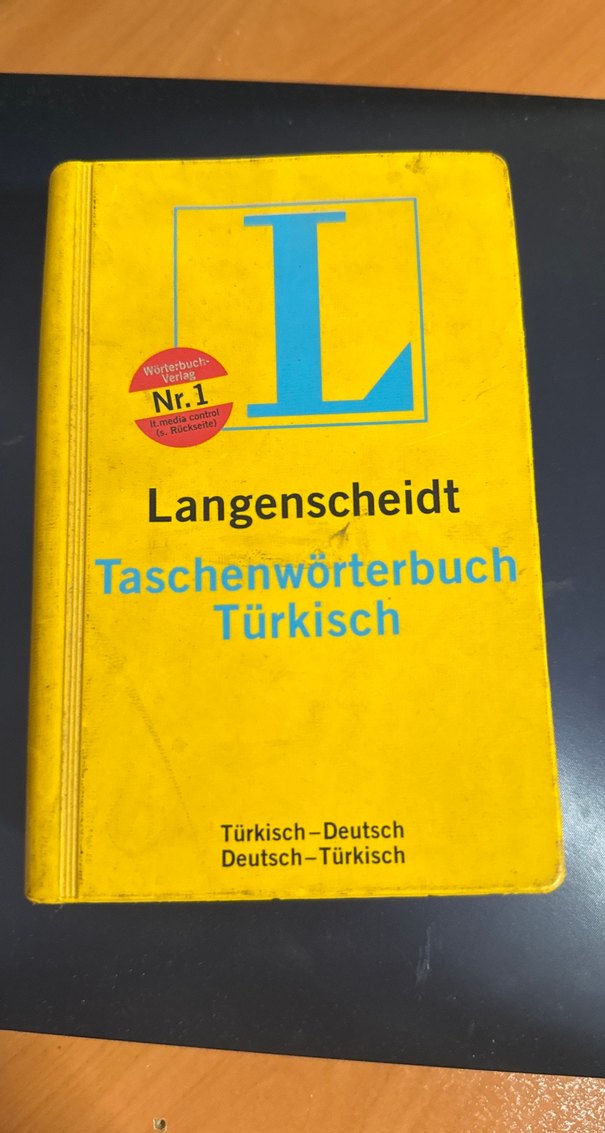 L
Wörterbuch-
Verlag
Nr. 1
lt. media control
(s. Rückseite)
Langenscheidt
Taschenwörterbuch
Türkisch
Türkisch–Deutsch
Deutsch–Türkisch